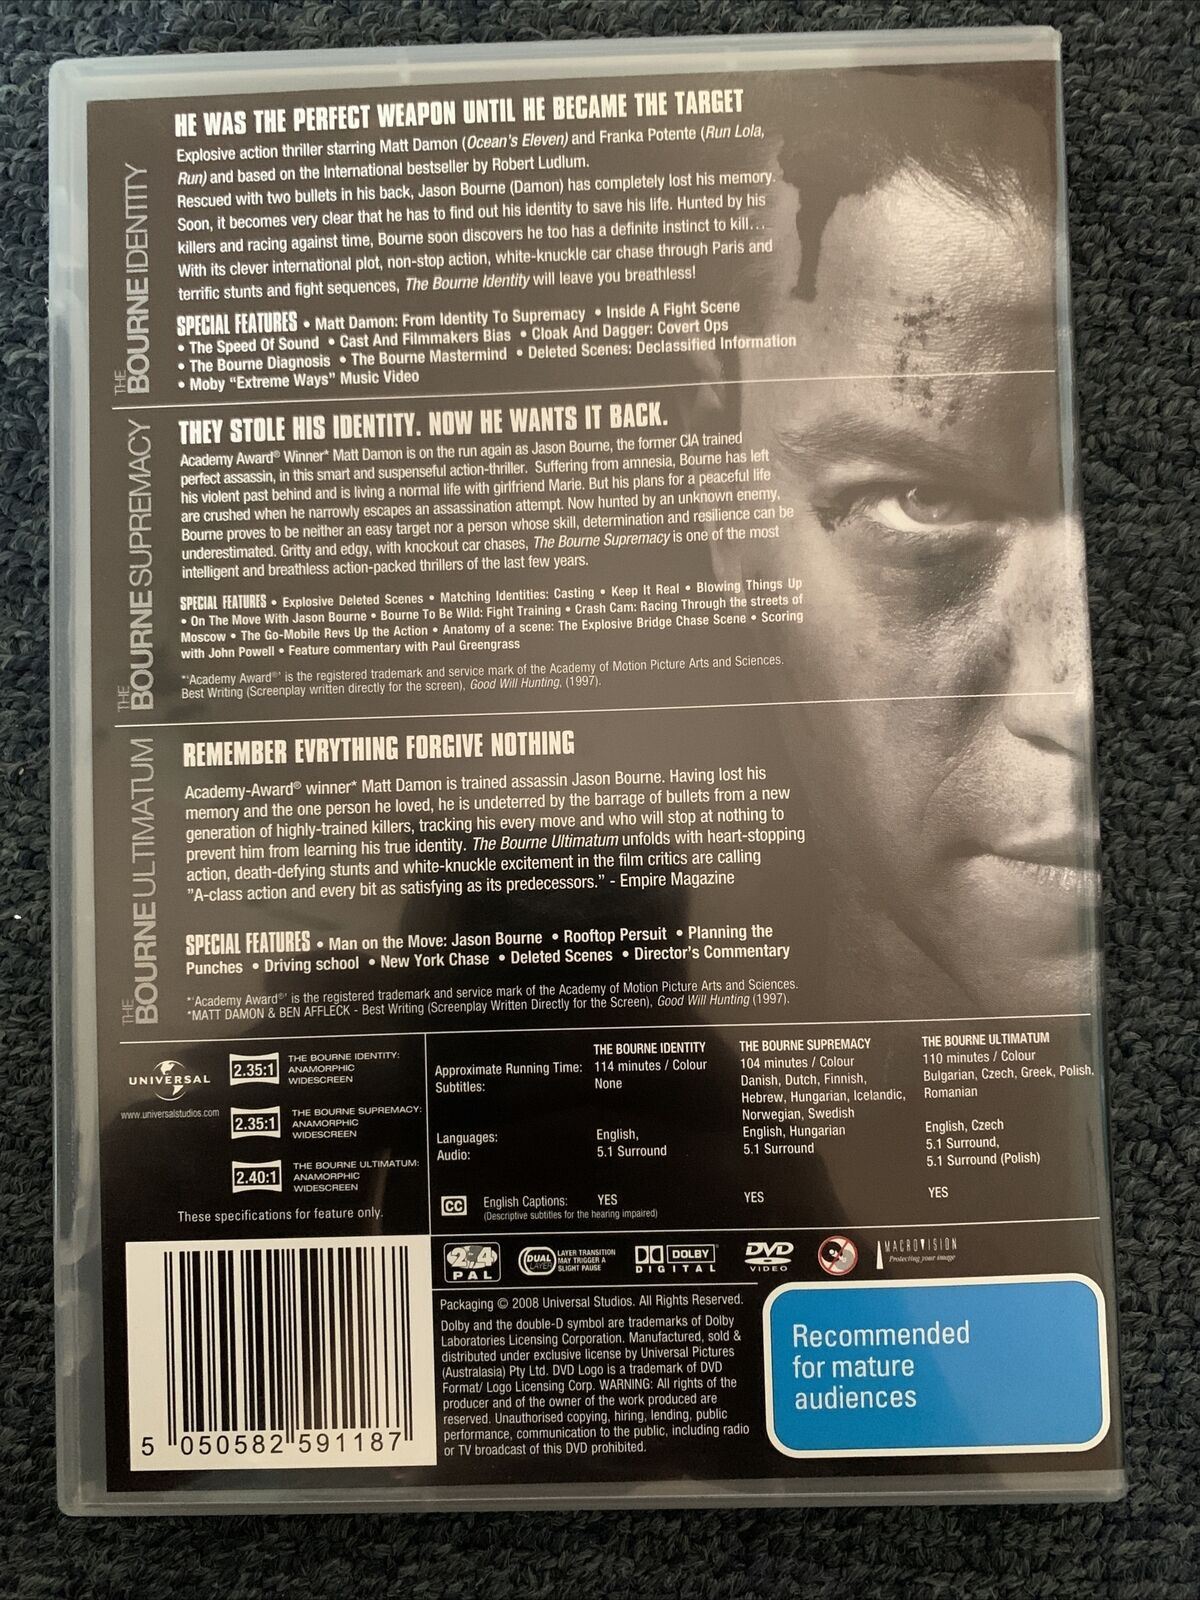 THE BOURNE IDENTITY
HE WAS THE PERFECT WEAPON UNTIL HE BECAME THE TARGET
Explosive action thriller starring Matt Damon (Ocean's Eleven) and Franka Potente (Run Lola,
Run) and based on the International bestseller by Robert Ludlum.
Rescued with two bullets in his back, Jason Bourne (Damon) has completely lost his memory.
Soon, it becomes very clear that he has to find out his identity to save his life. Hunted by his
killers and racing against time, Bourne soon discovers he too has a definite instinct to kill...
With its clever international plot, non-stop action, white-knuckle car chase through Paris and
terrific stunts and fight sequences, The Bourne Identity will leave you breathless!
SPECIAL FEATURES • Matt Damon: From Identity To Supremacy • Inside A Fight Scene
• The Speed Of Sound • Cast And Filmmakers Bias • Cloak And Dagger: Covert Ops
• The Bourne Diagnosis • The Bourne Mastermind • Deleted Scenes: Declassified Information
• Moby "Extreme Ways" Music Video
THE BOURNE SUPREMACY
THEY STOLE HIS IDENTITY. NOW HE WANTS IT BACK.
Academy Award® Winner* Matt Damon is on the run again as Jason Bourne, the former CIA trained
perfect assassin, in this smart and suspenseful action-thriller. Suffering from amnesia, Bourne has left
his violent past behind and is living a normal life with girlfriend Marie. But his plans for a peaceful life
are crushed when he narrowly escapes an assassination attempt. Now hunted by an unknown enemy,
Bourne proves to be neither an easy target nor a person whose skill, determination and resilience can be
underestimated. Gritty and edgy, with knockout car chases, The Bourne Supremacy is one of the most
intelligent and breathless action-packed thrillers of the last few years.
SPECIAL FEATURES • Explosive Deleted Scenes • Matching Identities: Casting • Keep It Real • Blowing Things Up
• On The Move With Jason Bourne • Bourne To Be Wild: Fight Training • Crash Cam: Racing Through the streets of
Moscow • The Go-Mobile Revs Up the Action • Anatomy of a scene: The Explosive Bridge Chase Scene • Scoring
with John Powell • Feature commentary with Paul Greengrass
*'Academy Award®' is the registered trademark and service mark of the Academy of Motion Picture Arts and Sciences.
Best Writing (Screenplay written directly for the screen), Good Will Hunting, (1997).
THE BOURNE ULTIMATUM
REMEMBER EVRYTHING FORGIVE NOTHING
Academy-Award® winner* Matt Damon is trained assassin Jason Bourne. Having lost his
memory and the one person he loved, he is undeterred by the barrage of bullets from a new
generation of highly-trained killers, tracking his every move and who will stop at nothing to
prevent him from learning his true identity. The Bourne Ultimatum unfolds with heart-stopping
action, death-defying stunts and white-knuckle excitement in the film critics are calling
"A-class action and every bit as satisfying as its predecessors." - Empire Magazine
SPECIAL FEATURES • Man on the Move: Jason Bourne • Rooftop Persuit • Planning the
Punches • Driving school • New York Chase • Deleted Scenes • Director's Commentary
*'Academy Award®' is the registered trademark and service mark of the Academy of Motion Picture Arts and Sciences.
*MATT DAMON & BEN AFFLECK - Best Writing (Screenplay Written Directly for the Screen), Good Will Hunting (1997).
UNIVERSAL
www.universalstudios.com
2.35:1
THE BOURNE IDENTITY:
ANAMORPHIC
WIDESCREEN
2.35:1
THE BOURNE SUPREMACY:
ANAMORPHIC
WIDESCREEN
2.40:1
THE BOURNE ULTIMATUM:
ANAMORPHIC
WIDESCREEN
These specifications for feature only.
Approximate Running Time:
Subtitles:
Languages:
Audio:
THE BOURNE IDENTITY
114 minutes / Colour
None
English,
5.1 Surround
THE BOURNE SUPREMACY
104 minutes / Colour
Danish, Dutch, Finnish,
Hebrew, Hungarian, Icelandic,
Norwegian, Swedish
English, Hungarian
5.1 Surround
THE BOURNE ULTIMATUM
110 minutes / Colour
Bulgarian, Czech, Greek, Polish,
Romanian
English, Czech
5.1 Surround,
5.1 Surround (Polish)
CC English Captions: YES YES YES
(Descriptive subtitles for the hearing impaired)
2 4
PAL
DUAL LAYER
LAYER TRANSITION
MAY TRIGGER A
SLIGHT PAUSE
DOLBY
DIGITAL
DVD
VIDEO
MACROVISION
Protecting your image
5 050582 591187
Packaging © 2008 Universal Studios. All Rights Reserved.
Dolby and the double-D symbol are trademarks of Dolby
Laboratories Licensing Corporation. Manufactured, sold &
distributed under exclusive license by Universal Pictures
(Australasia) Pty Ltd. DVD Logo is a trademark of DVD
Format/ Logo Licensing Corp. WARNING: All rights of the
producer and of the owner of the work produced are
reserved. Unauthorised copying, hiring, lending, public
performance, communication to the public, including radio
or TV broadcast of this DVD prohibited.
Recommended
for mature
audiences